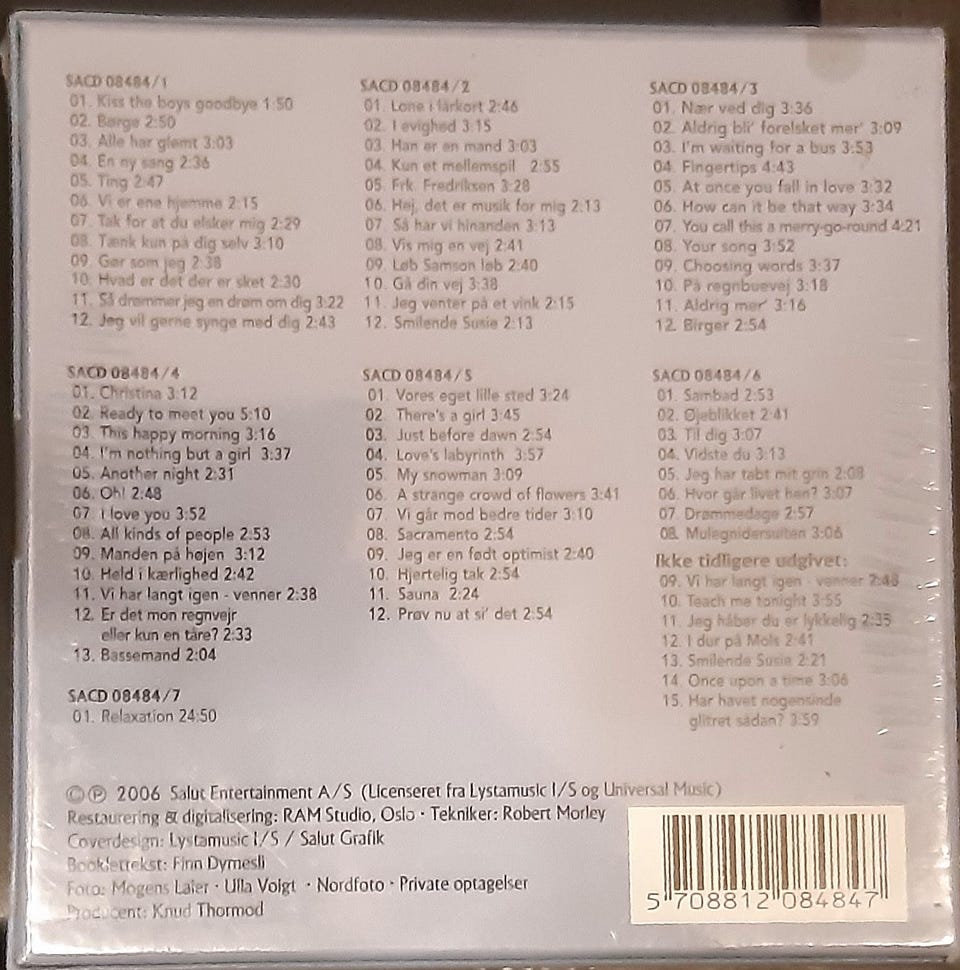 SACD 08484/1
01. Kiss the boys goodbye 1:50
02. Børge 2:50
03. Alle har glemt 3:03
04. En ny sang 2:36
05. Ting 2:47
06. Vi er ene hjemme 2:15
07. Tak for at du elsker mig 2:29
08. Tænk kun på dig selv 3:10
09. Gør som jeg 2:38
10. Hvad er det der er sket 2:30
11. Så drømmer jeg en drøm om dig 3:22
12. Jeg vil gerne synge med dig 2:43
SACD 08484/2
01. Lone i lårkort 2:46
02. I evighed 3:15
03. Han er en mand 3:03
04. Kun et mellemspil 2:55
05. Frk. Fredriksen 3:28
06. Hej, det er musik for mig 2:13
07. Så har vi hinanden 3:13
08. Vis mig en vej 2:41
09. Løb Samson løb 2:40
10. Gå din vej 3:38
11. Jeg venter på et vink 2:15
12. Smilende Susie 2:13
SACD 08484/3
01. Nær ved dig 3:36
02. Aldrig bli' forelsket mer' 3:09
03. I'm waiting for a bus 3:53
04. Fingertips 4:43
05. At once you fall in love 3:32
06. How can it be that way 3:34
07. You call this a merry-go-round 4:21
08. Your song 3:52
09. Choosing words 3:37
10. På regnbuevej 3:18
11. Aldrig mer' 3:16
12. Birger 2:54
SACD 08484/4
01. Christina 3:12
02. Ready to meet you 5:10
03. This happy morning 3:16
04. I'm nothing but a girl 3:37
05. Another night 2:31
06. Oh! 2:48
07. I love you 3:52
08. All kinds of people 2:53
09. Manden på højen 3:12
10. Held i kærlighed 2:42
11. Vi har langt igen - venner 2:38
12. Er det mon regnvejr
eller kun en tåre? 2:33
13. Bassemand 2:04
SACD 08484/5
01. Vores eget lille sted 3:24
02. There's a girl 3:45
03. Just before dawn 2:54
04. Love's labyrinth 3:57
05. My snowman 3:09
06. A strange crowd of flowers 3:41
07. Vi går mod bedre tider 3:10
08. Sacramento 2:54
09. Jeg er en født optimist 2:40
10. Hjertelig tak 2:54
11. Sauna 2:24
12. Prøv nu at si' det 2:54
SACD 08484/6
01. Sambad 2:53
02. Øjeblikket 2:41
03. Til dig 3:07
04. Vidste du 3:13
05. Jeg har tabt mit grin 2:08
06. Hvor går livet hen? 3:07
07. Drømmedage 2:57
08. Mulegnidersulten 3:06
Ikke tidligere udgivet:
09. Vi har langt igen - venner 2:43
10. Teach me tonight 3:55
11. Jeg håber du er lykkelig 2:35
12. I dur på Mols 2:41
13. Smilende Susie 2:21
14. Once upon a time 3:06
15. Har havet nogensinde
glitret sådan? 3:59
SACD 08484/7
01. Relaxation 24:50
© ℗ 2006 Salut Entertainment A/S (Licenseret fra Lystamusic I/S og Universal Music)
Restaurering & digitalisering: RAM Studio, Oslo · Tekniker: Robert Morley
Coverdesign: Lystamusic I/S / Salut Grafik
Booklettekst: Finn Dymesli
Foto: Mogens Laier · Ulla Voigt · Nordfoto · Private optagelser
Producent: Knud Thormod
5 708812 084847